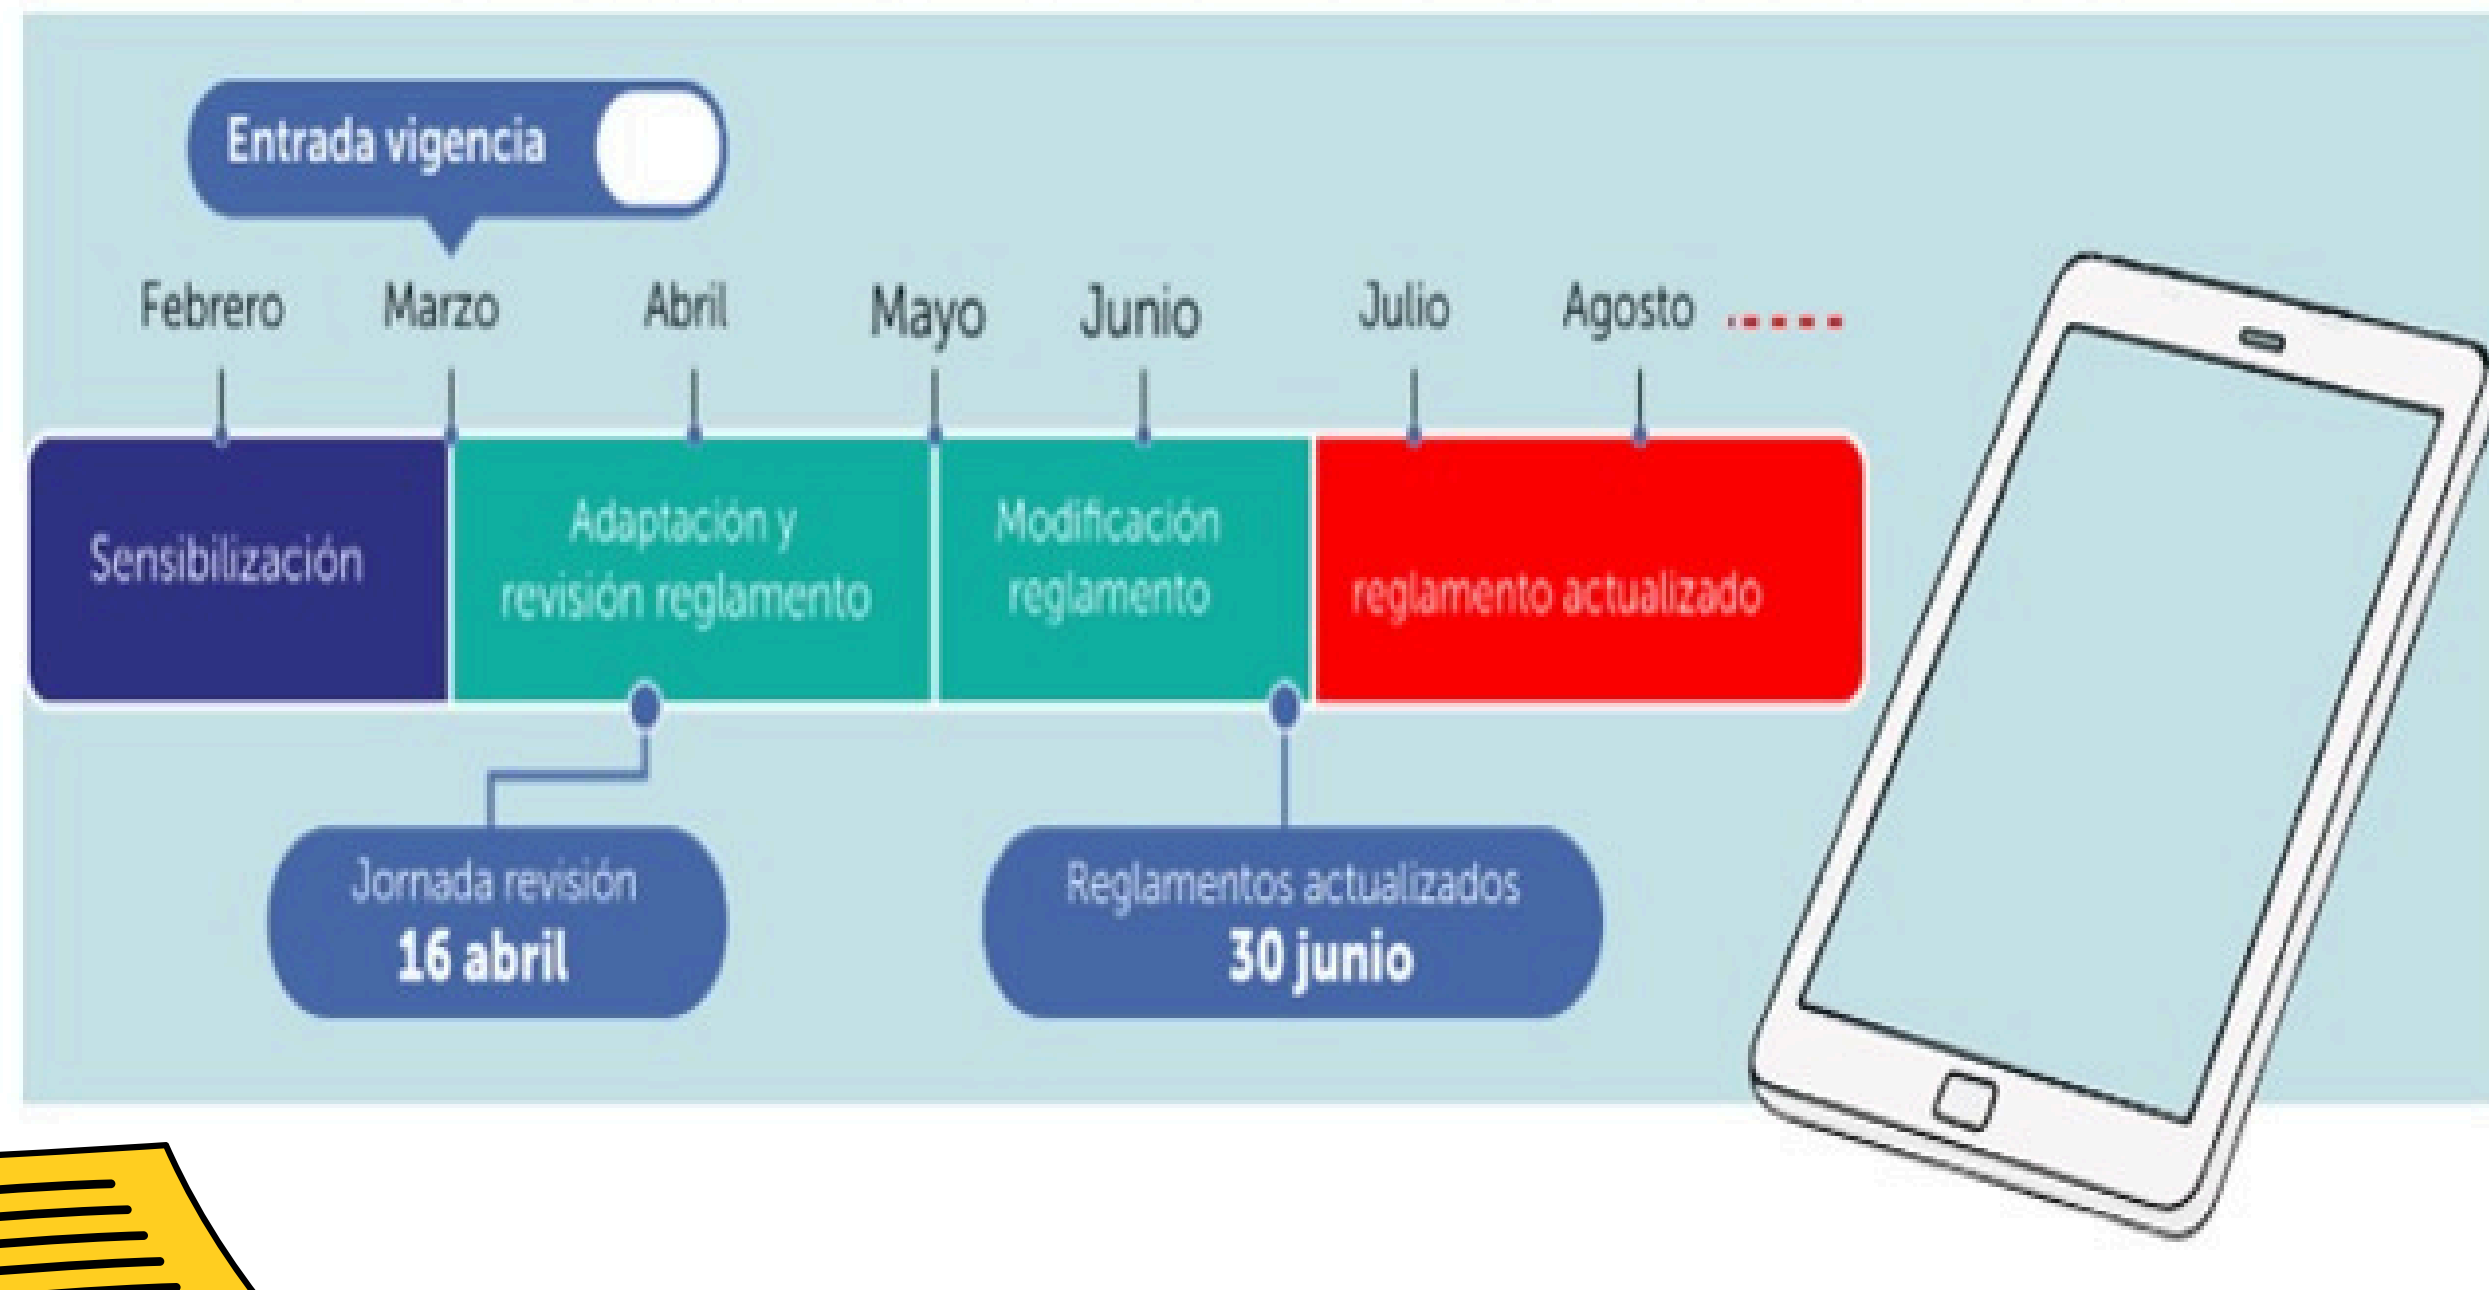 Entrada vigencia
Febrero Marzo Abril Mayo Junio Julio Agosto
Sensibilización
Adaptación y
revisión reglamento
Modificación
reglamento
reglamento actualizado
Jornada revisión
16 abril
Reglamentos actualizados
30 junio